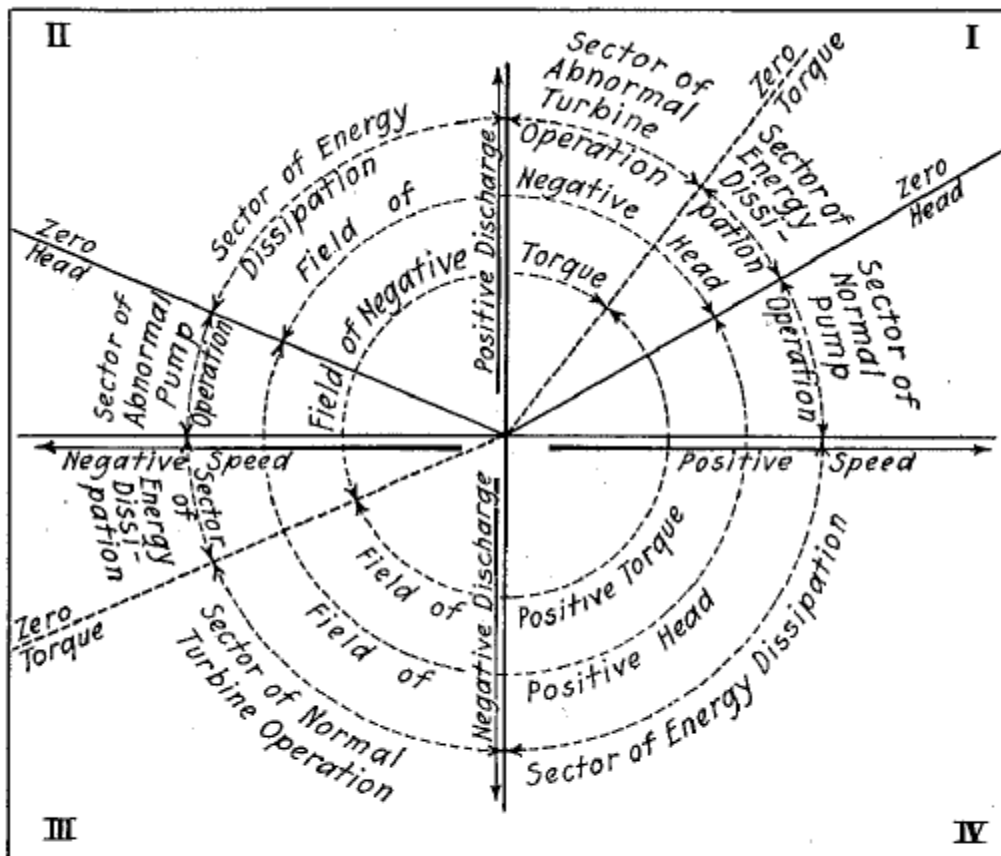 II
I
III
IV
Sector of
Abnormal
Turbine
Operation
Zero
Torque
Sector of
Energy
Dissi-
pation
Zero
Head
Sector of
Normal
Pump
Operation
Sector of Energy
Dissipation
Field of
Negative
Head
Field of Negative
Torque
Positive Discharge
Zero
Head
Sector of
Abnormal
Pump
Operation
Negative Speed
Positive Speed
Sector
of
Energy
Dissi-
pation
Zero
Torque
Sector of Normal
Turbine Operation
Field of
Positive Torque
Field of
Positive Head
Negative Discharge
Sector of Energy Dissipation